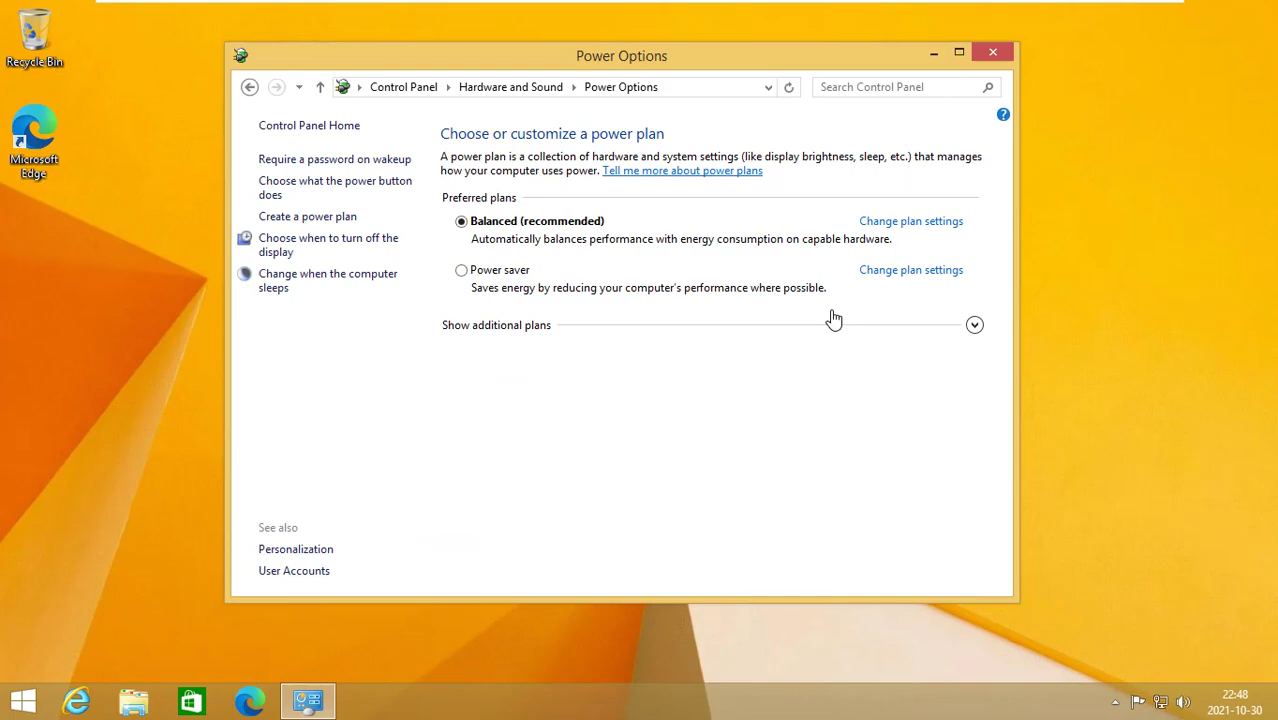 Recycle Bin
Microsoft
Edge
Power Options
Control Panel
Hardware and Sound
Power Options
Search Control Panel
Control Panel Home
Require a password on wakeup
Choose what the power button
does
Create a power plan
Choose when to turn off the
display
Change when the computer
sleeps
See also
Personalization
User Accounts
Choose or customize a power plan
A power plan is a collection of hardware and system settings (like display brightness, sleep, etc.) that manages
how your computer uses power. Tell me more about power plans
Preferred plans
Balanced (recommended) Change plan settings
Automatically balances performance with energy consumption on capable hardware.
Power saver Change plan settings
Saves energy by reducing your computer's performance where possible.
Show additional plans
22:48
2021-10-30